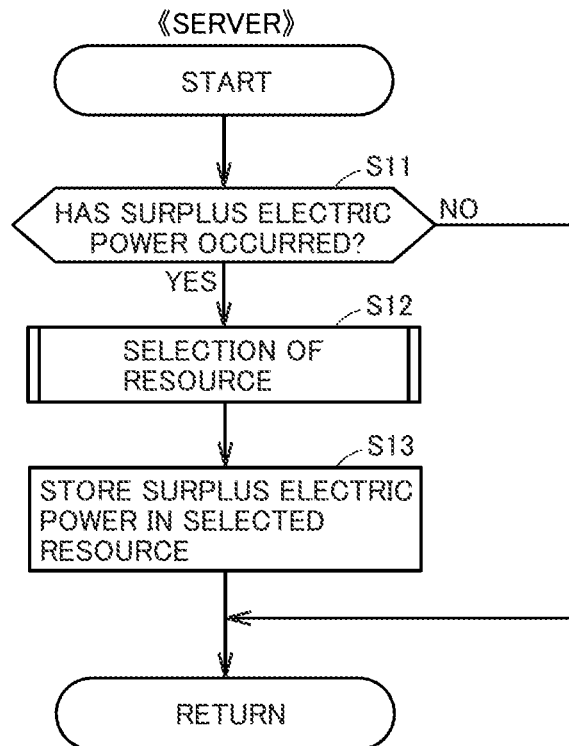 《SERVER》
START
S11
HAS SURPLUS ELECTRIC
POWER OCCURRED?
NO
YES
S12
SELECTION OF
RESOURCE
S13
STORE SURPLUS ELECTRIC
POWER IN SELECTED
RESOURCE
RETURN